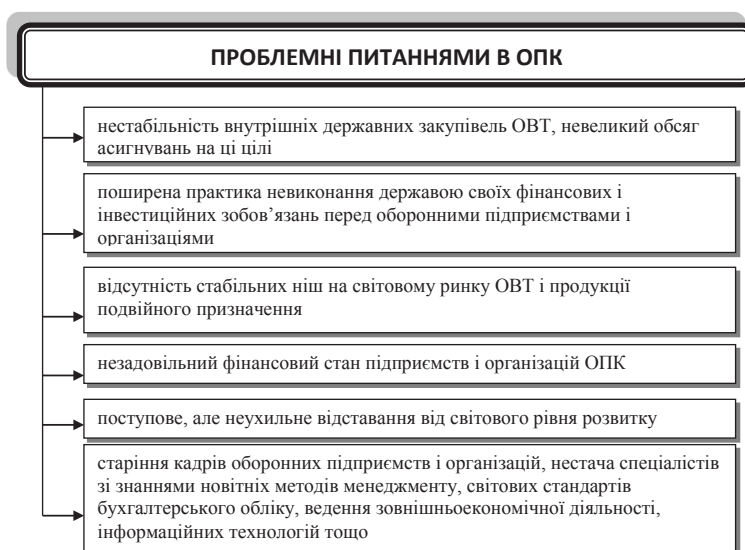 ПРОБЛЕМНІ ПИТАННЯМИ В ОПК
нестабільність внутрішніх державних закупівель ОВТ, невеликий обсяг
асигнувань на ці цілі
поширена практика невиконання державою своїх фінансових і
інвестиційних зобов’язань перед оборонними підприємствами і
організаціями
відсутність стабільних ніш на світовому ринку ОВТ і продукції
подвійного призначення
незадовільний фінансовий стан підприємств і організацій ОПК
поступове, але неухильне відставання від світового рівня розвитку
старіння кадрів оборонних підприємств і організацій, нестача спеціалістів
зі знаннями новітніх методів менеджменту, світових стандартів
бухгалтерського обліку, ведення зовнішньоекономічної діяльності,
інформаційних технологій тощо